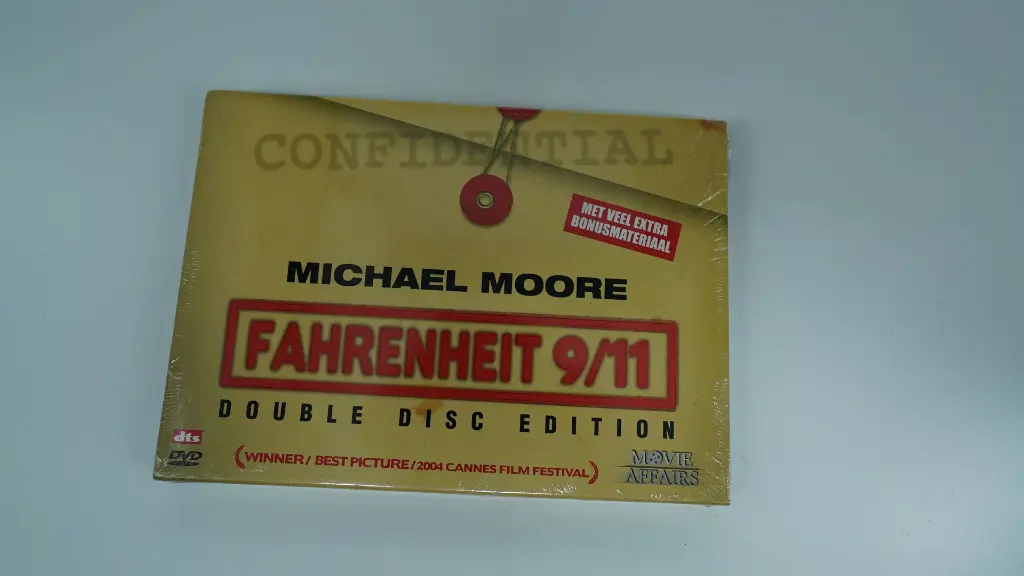 CONFIDENTIAL
MET VEEL EXTRA
BONUSMATERIAAL
MICHAEL MOORE
FAHRENHEIT 9/11
DOUBLE DISC EDITION
dts
DVD
(WINNER / BEST PICTURE / 2004 CANNES FILM FESTIVAL)
MOVIE
AFFAIRS